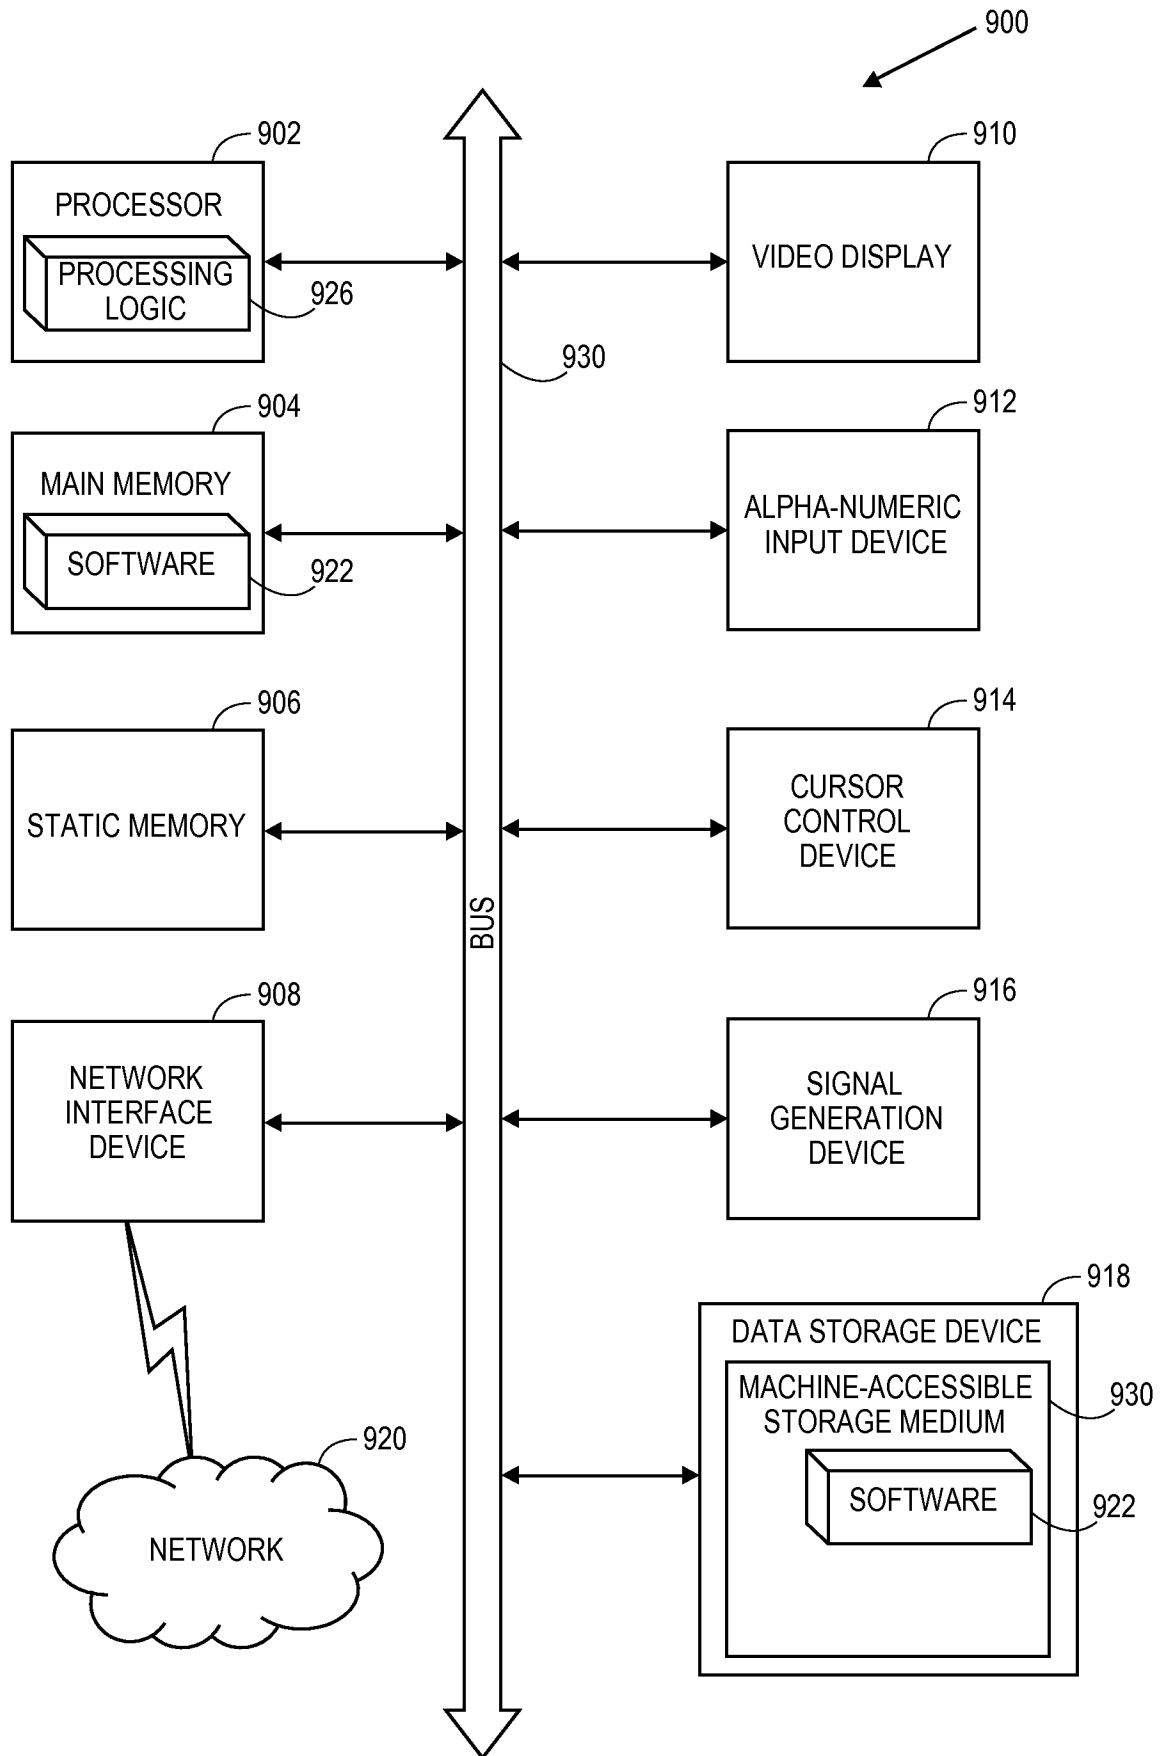 900
902
PROCESSOR
PROCESSING
LOGIC
926
904
MAIN MEMORY
SOFTWARE
922
906
STATIC MEMORY
908
NETWORK
INTERFACE
DEVICE
920
NETWORK
930
BUS
910
VIDEO DISPLAY
912
ALPHA-NUMERIC
INPUT DEVICE
914
CURSOR
CONTROL
DEVICE
916
SIGNAL
GENERATION
DEVICE
918
DATA STORAGE DEVICE
MACHINE-ACCESSIBLE
STORAGE MEDIUM
930
SOFTWARE
922